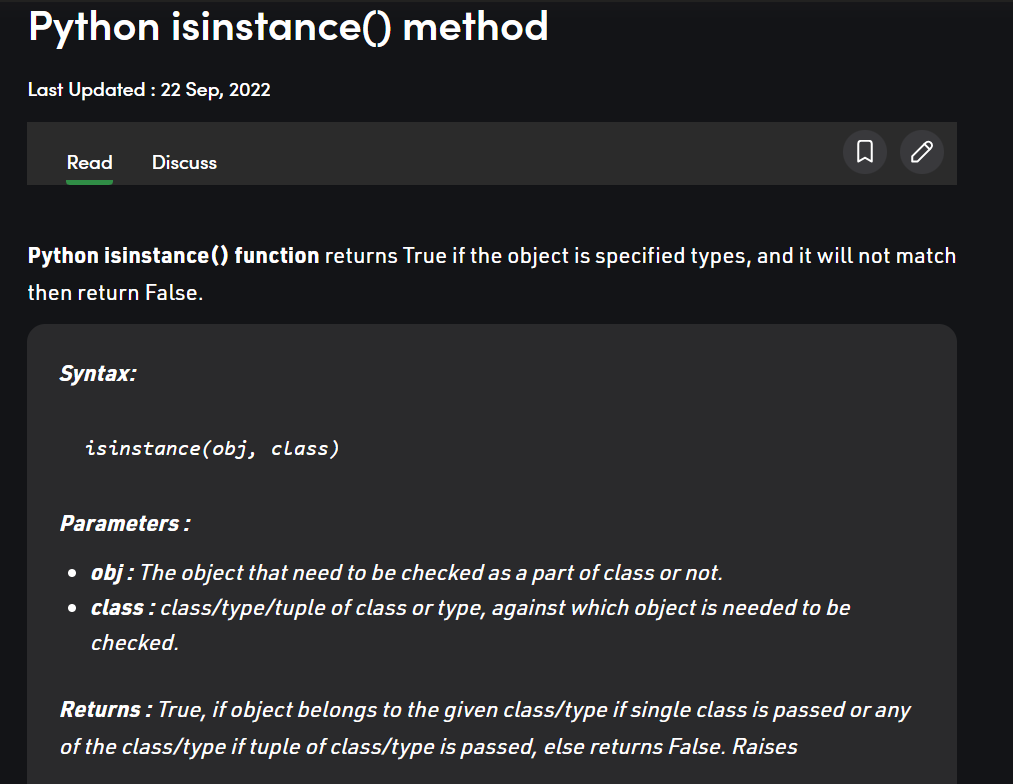 Python isinstance() method
Last Updated : 22 Sep, 2022
Read Discuss
Python isinstance() function returns True if the object is specified types, and it will not match
then return False.
Syntax:
isinstance(obj, class)
Parameters :
• obj : The object that need to be checked as a part of class or not.
• class : class/type/tuple of class or type, against which object is needed to be
checked.
Returns : True, if object belongs to the given class/type if single class is passed or any
of the class/type if tuple of class/type is passed, else returns False. Raises